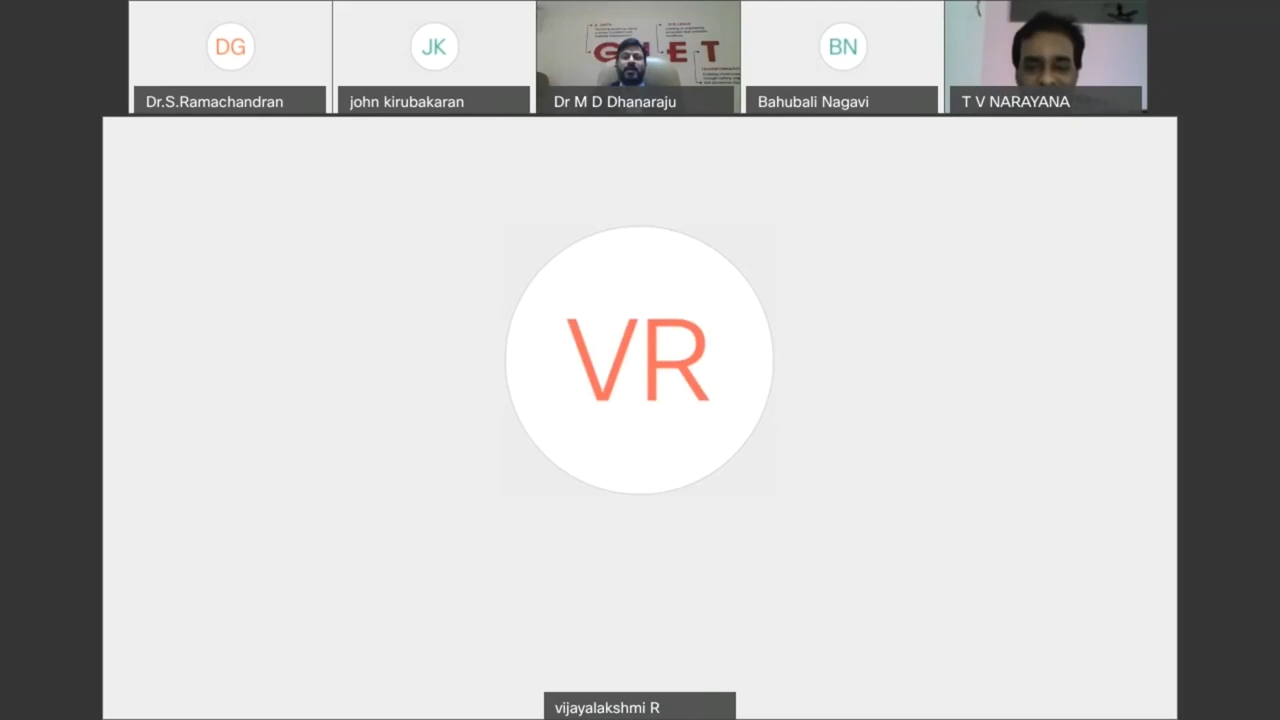 DG
JK
BN
Dr.S.Ramachandran
john kirubakaran
Dr M D Dhanaraju
Bahubali Nagavi
T V NARAYANA
VR
vijayalakshmi R